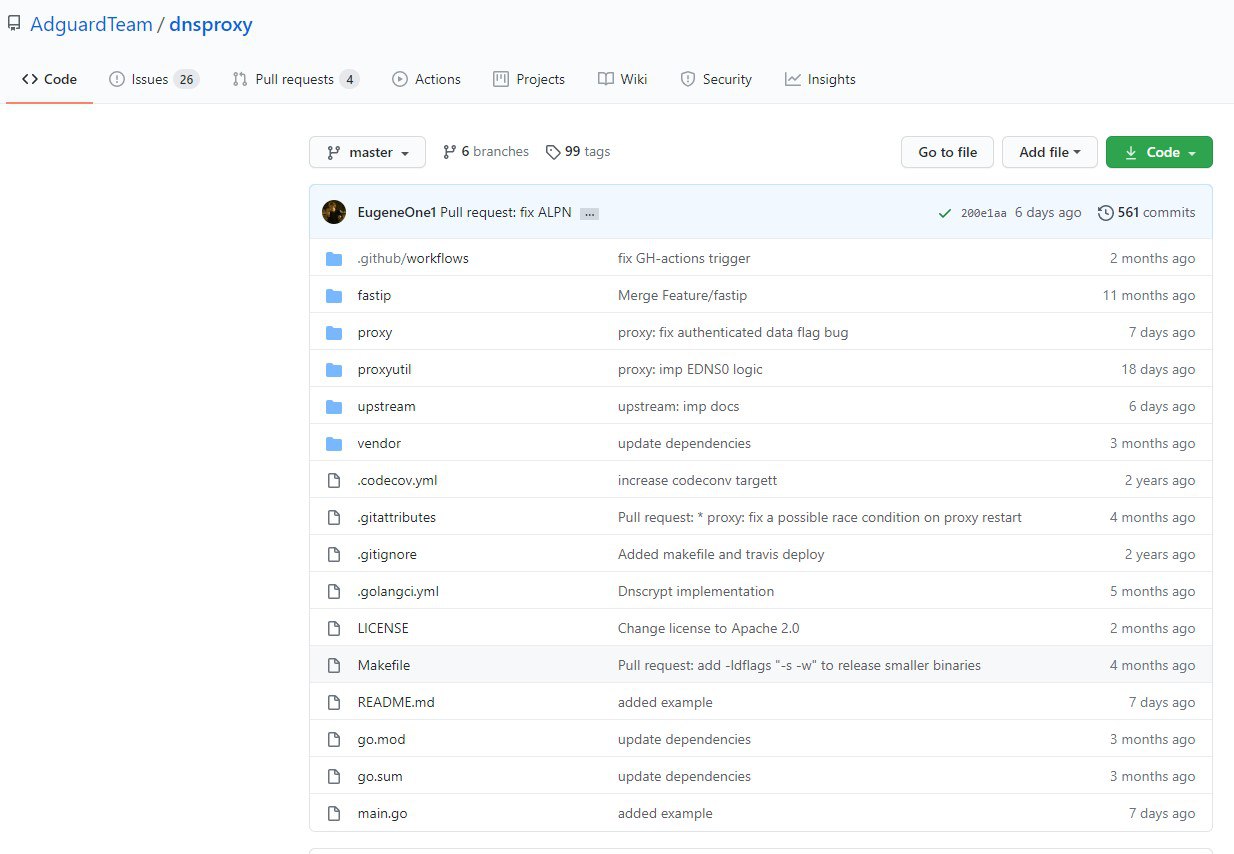 AdguardTeam / dnsproxy
Code Issues 26 Pull requests 4 Actions Projects Wiki Security Insights
master 6 branches 99 tags Go to file Add file Code
EugeneOne1 Pull request: fix ALPN ... 200e1aa 6 days ago 561 commits
.github/workflows fix GH-actions trigger 2 months ago
fastip Merge Feature/fastip 11 months ago
proxy proxy: fix authenticated data flag bug 7 days ago
proxyutil proxy: imp EDNS0 logic 18 days ago
upstream upstream: imp docs 6 days ago
vendor update dependencies 3 months ago
.codecov.yml increase codeconv targett 2 years ago
.gitattributes Pull request: * proxy: fix a possible race condition on proxy restart 4 months ago
.gitignore Added makefile and travis deploy 2 years ago
.golangci.yml Dnscrypt implementation 5 months ago
LICENSE Change license to Apache 2.0 2 months ago
Makefile Pull request: add -ldflags "-s -w" to release smaller binaries 4 months ago
README.md added example 7 days ago
go.mod update dependencies 3 months ago
go.sum update dependencies 3 months ago
main.go added example 7 days ago